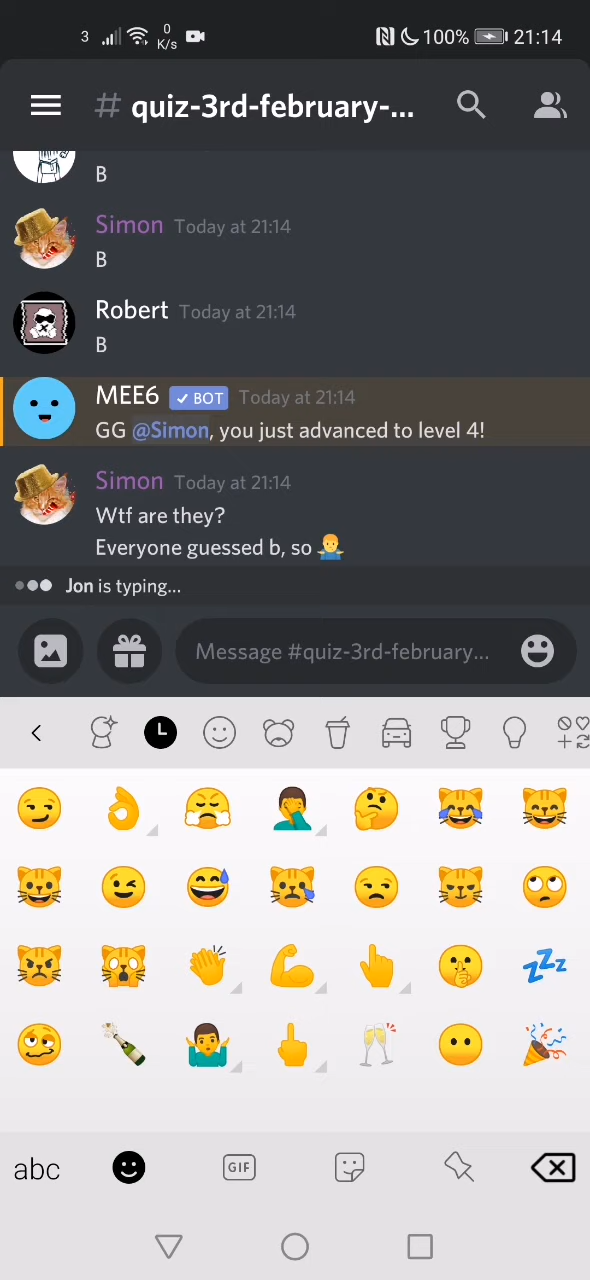 3 0 K/s 100% 21:14
# quiz-3rd-february-...
B
Simon Today at 21:14
B
Robert Today at 21:14
B
MEE6 ✓ BOT Today at 21:14
GG @Simon, you just advanced to level 4!
Simon Today at 21:14
Wtf are they?
Everyone guessed b, so 🤷‍♂️
Jon is typing...
Message #quiz-3rd-february...
abc GIF